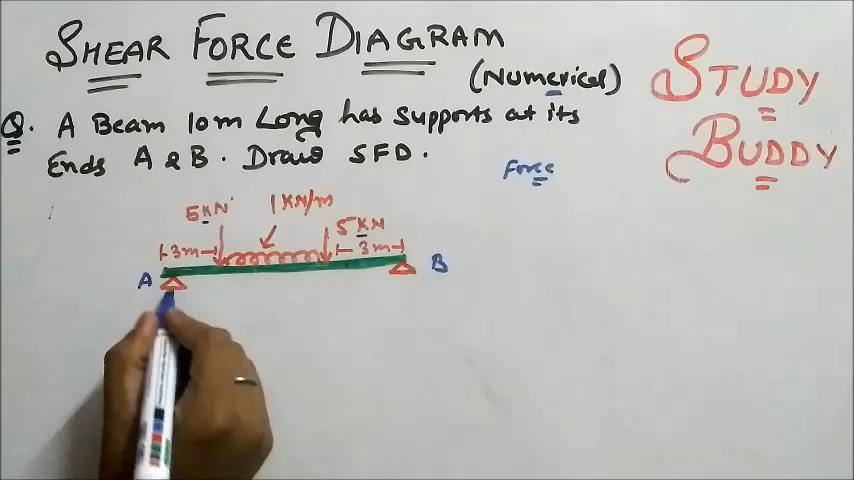 SHEAR FORCE DIAGRAM
(Numerical)
STUDY
BUDDY
Q. A Beam 10m Long has supports at its
Ends A & B. Draw SFD.
Force
5KN 1KN/m
5KN
3m 3m
A B